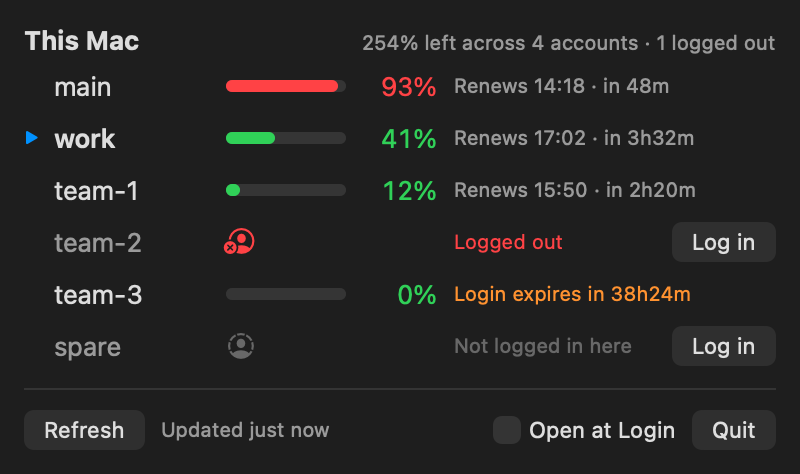 This Mac 254% left across 4 accounts · 1 logged out
main 93% Renews 14:18 · in 48m
work 41% Renews 17:02 · in 3h32m
team-1 12% Renews 15:50 · in 2h20m
team-2 Logged out Log in
team-3 0% Login expires in 38h24m
spare Not logged in here Log in
Refresh Updated just now Open at Login Quit